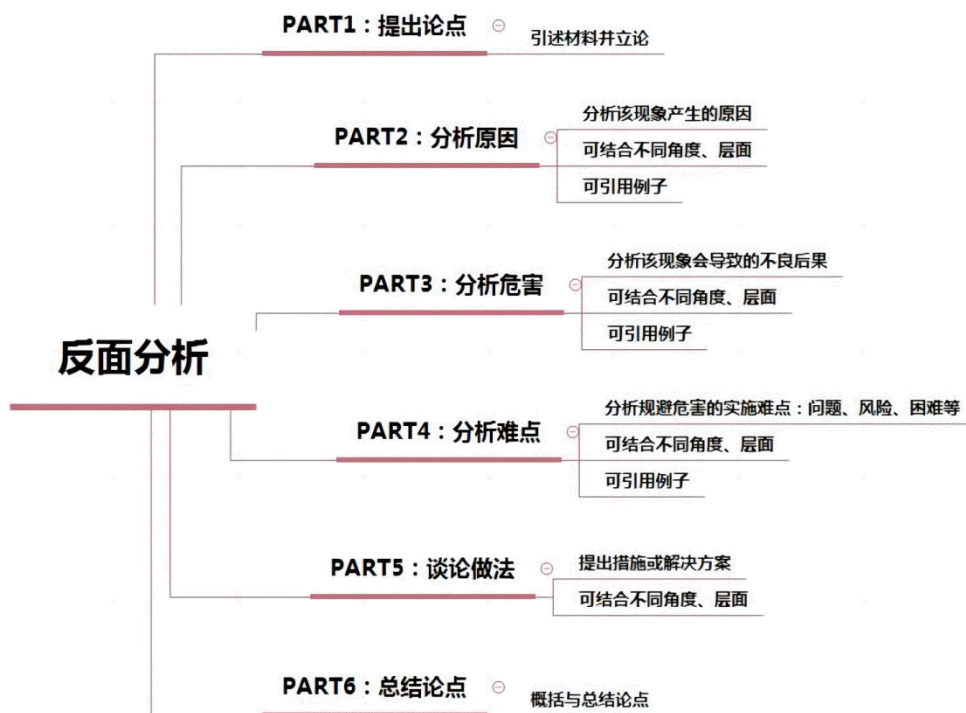 PART1：提出论点
引述材料并立论
PART2：分析原因
分析该现象产生的原因
可结合不同角度、层面
可引用例子
PART3：分析危害
分析该现象会导致的不良后果
可结合不同角度、层面
可引用例子
反面分析
PART4：分析难点
分析规避危害的实施难点：问题、风险、困难等
可结合不同角度、层面
可引用例子
PART5：谈论做法
提出措施或解决方案
可结合不同角度、层面
PART6：总结论点
概括与总结论点